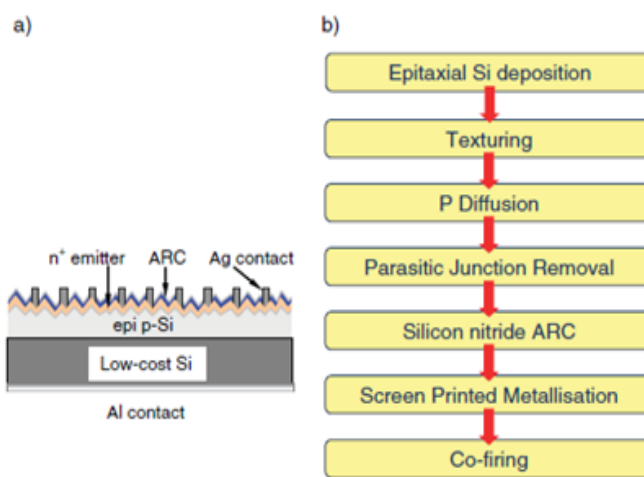 a)
n+ emitter
ARC
Ag contact
epi p-Si
Low-cost Si
Al contact
b)
Epitaxial Si deposition
Texturing
P Diffusion
Parasitic Junction Removal
Silicon nitride ARC
Screen Printed Metallisation
Co-firing